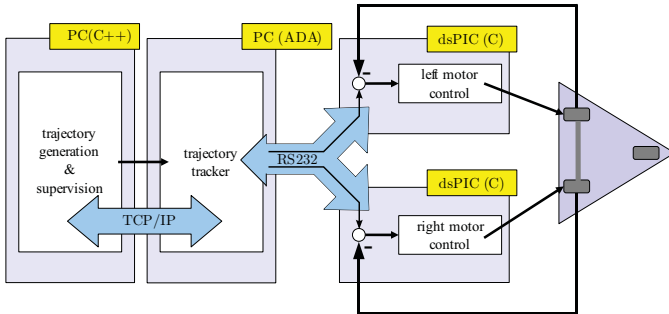 PC(C++)
PC (ADA)
dsPIC (C)
left motor
control
trajectory
generation
&
supervision
trajectory
tracker
RS232
TCP/IP
dsPIC (C)
right motor
control